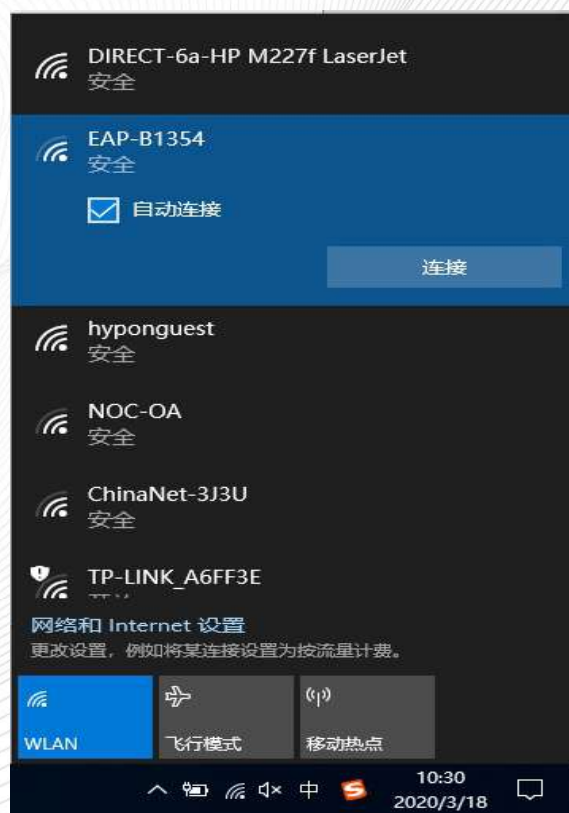 DIRECT-6a-HP M227f LaserJet
安全
EAP-B1354
安全
自动连接
连接
hyponguest
安全
NOC-OA
安全
ChinaNet-3J3U
安全
TP-LINK_A6FF3E
网络和 Internet 设置
更改设置，例如将某连接设置为按流量计费。
WLAN
飞行模式
移动热点
中
10:30
2020/3/18